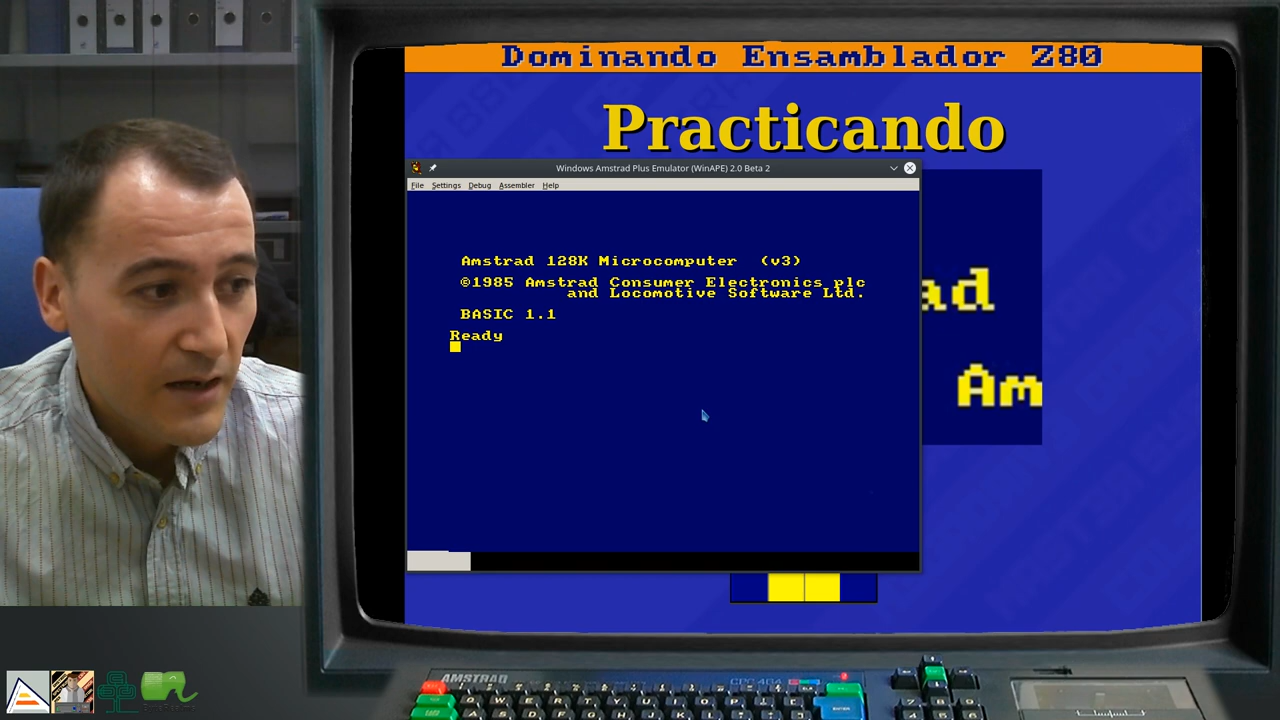 Dominando Ensamblador Z80
Practicando
Windows Amstrad Plus Emulator (WinAPE) 2.0 Beta 2
File Settings Debug Assembler Help
Amstrad 128K Microcomputer (v3)
©1985 Amstrad Consumer Electronics plc
and Locomotive Software Ltd.
BASIC 1.1
Ready
ad
Am
AMSTRAD